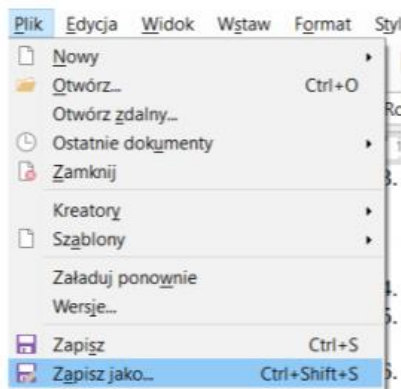 Plik Edycja Widok Wstaw Format
Nowy
Otwórz... Ctrl+O
Otwórz zdalny...
Ostatnie dokumenty
Zamknij
Kreatory
Szablony
Załaduj ponownie
Wersje...
Zapisz Ctrl+S
Zapisz jako... Ctrl+Shift+S